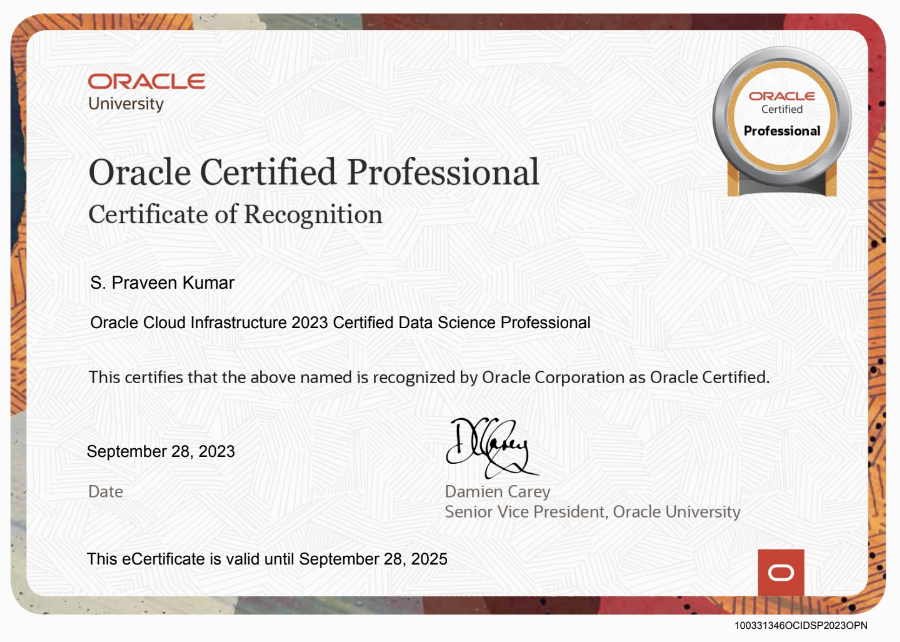 ORACLE
University
ORACLE
Certified
Professional
Oracle Certified Professional
Certificate of Recognition
S. Praveen Kumar
Oracle Cloud Infrastructure 2023 Certified Data Science Professional
This certifies that the above named is recognized by Oracle Corporation as Oracle Certified.
DCarey
September 28, 2023
Date
Damien Carey
Senior Vice President, Oracle University
This eCertificate is valid until September 28, 2025
100331346OCIDSP2023OPN